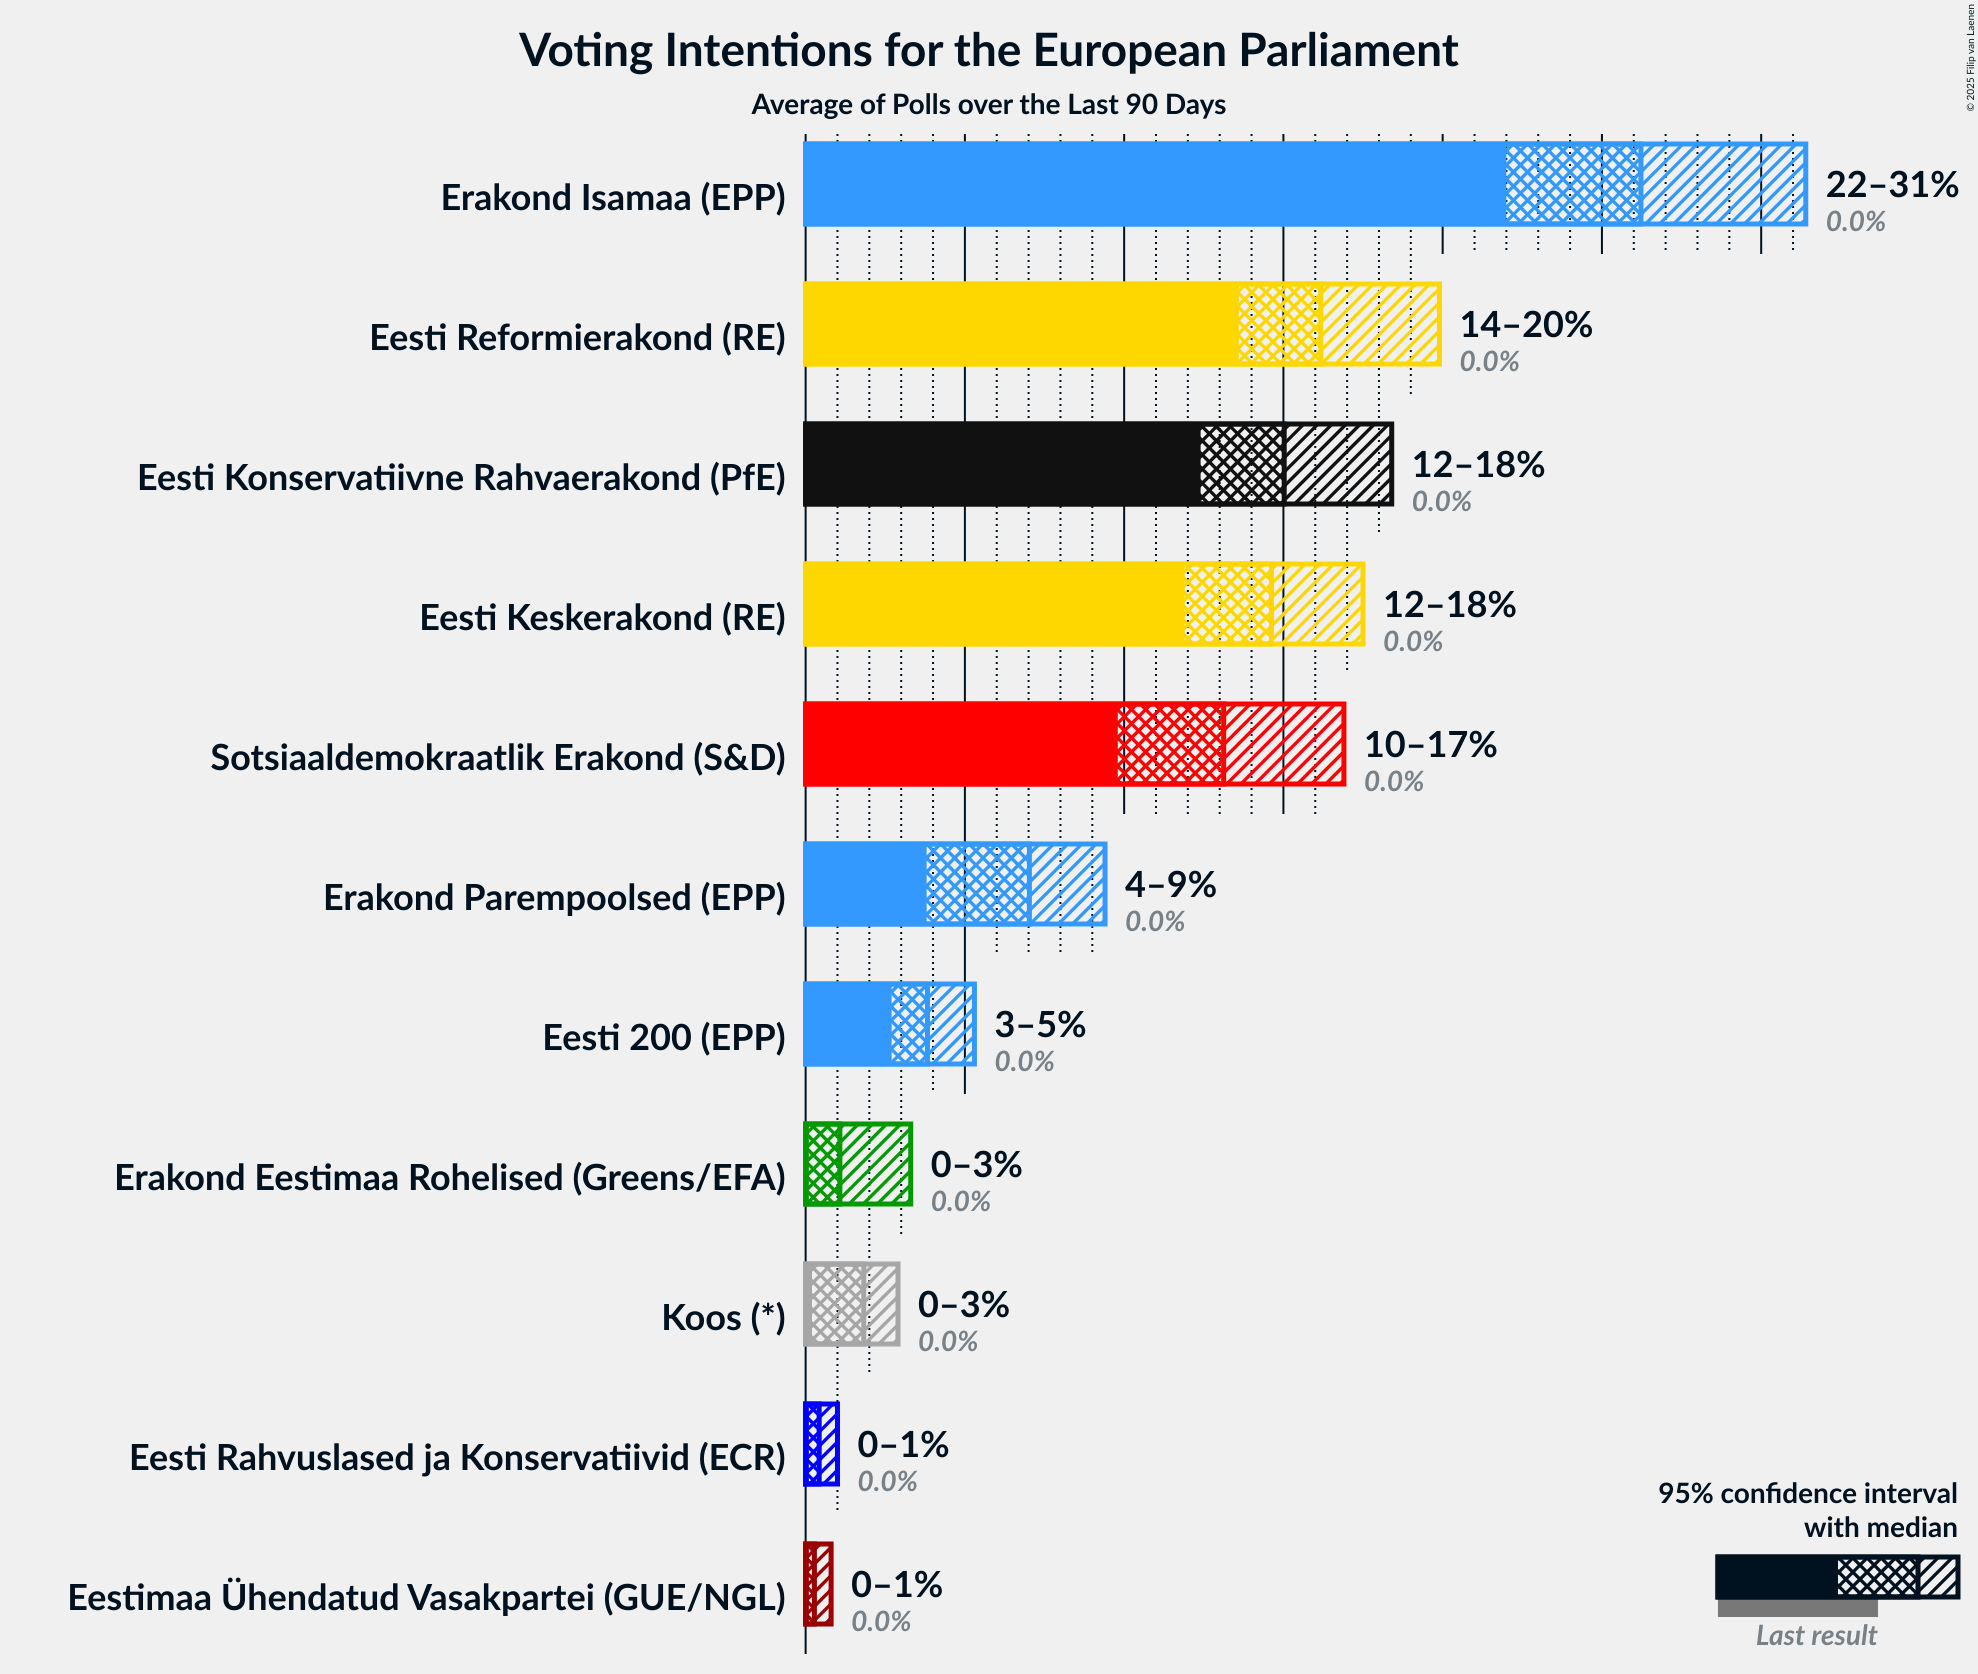 Voting Intentions for the European Parliament
Average of Polls over the Last 90 Days
© 2025 Filip van Laenen
Erakond Isamaa (EPP)
22–31%
0.0%
Eesti Reformierakond (RE)
14–20%
0.0%
Eesti Konservatiivne Rahvaerakond (PfE)
12–18%
0.0%
Eesti Keskerakond (RE)
12–18%
0.0%
Sotsiaaldemokraatlik Erakond (S&D)
10–17%
0.0%
Erakond Parempoolsed (EPP)
4–9%
0.0%
Eesti 200 (EPP)
3–5%
0.0%
Erakond Eestimaa Rohelised (Greens/EFA)
0–3%
0.0%
Koos (*)
0–3%
0.0%
Eesti Rahvuslased ja Konservatiivid (ECR)
0–1%
0.0%
Eestimaa Ühendatud Vasakpartei (GUE/NGL)
0–1%
0.0%
95% confidence interval
with median
Last result